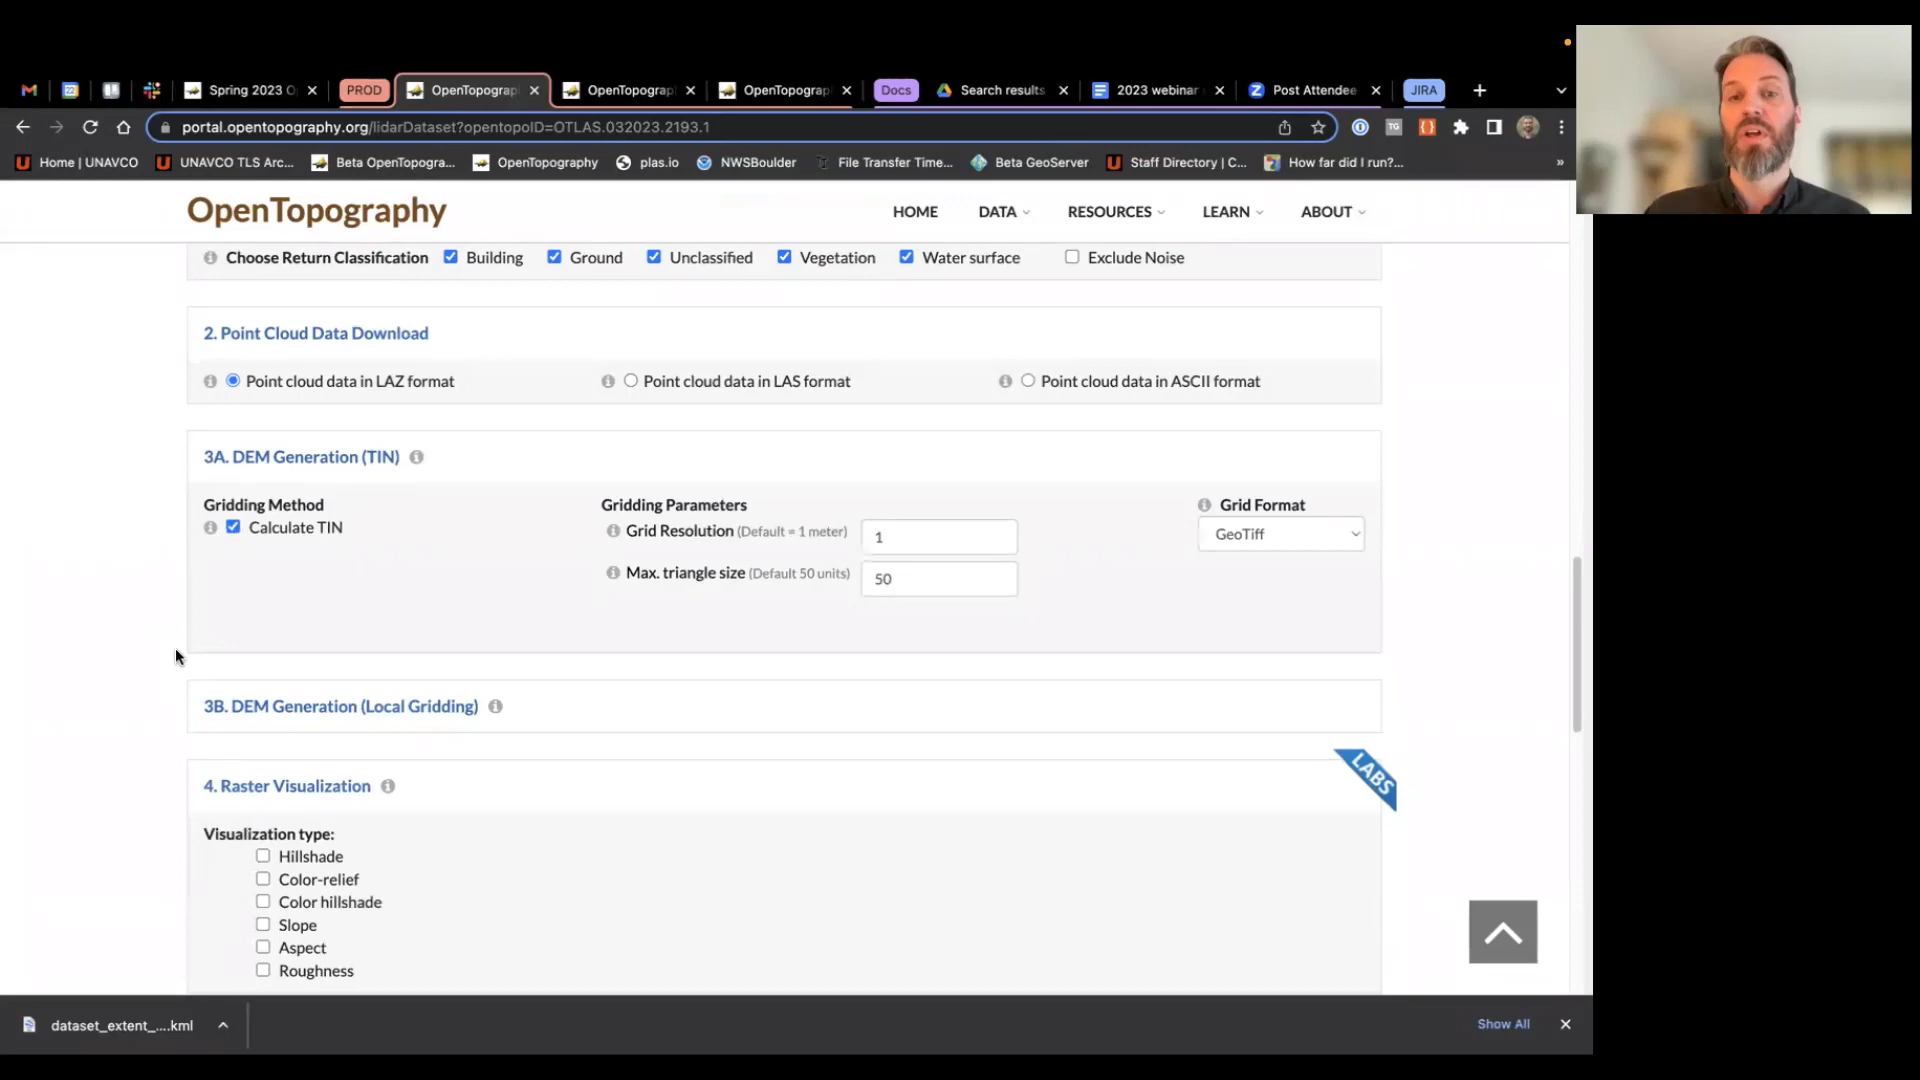 Spring 2023 O
PROD
OpenTopograp
OpenTopograp
OpenTopograp
Docs
Search results
2023 webinar
Post Attendee
JIRA
portal.opentopography.org/lidarDataset?opentopoID=OTLAS.032023.2193.1
TG
Home | UNAVCO
UNAVCO TLS Arc...
Beta OpenTopogra...
OpenTopography
plas.io
NWSBoulder
File Transfer Time...
Beta GeoServer
Staff Directory | C...
How far did I run?...
»
OpenTopography
HOME
DATA
RESOURCES
LEARN
ABOUT
Choose Return Classification
Building
Ground
Unclassified
Vegetation
Water surface
Exclude Noise
2. Point Cloud Data Download
Point cloud data in LAZ format
Point cloud data in LAS format
Point cloud data in ASCII format
3A. DEM Generation (TIN)
Gridding Method
Calculate TIN
Gridding Parameters
Grid Resolution (Default = 1 meter)
1
Max. triangle size (Default 50 units)
50
Grid Format
GeoTiff
3B. DEM Generation (Local Gridding)
LABS
4. Raster Visualization
Visualization type:
Hillshade
Color-relief
Color hillshade
Slope
Aspect
Roughness
dataset_extent_....kml
Show All